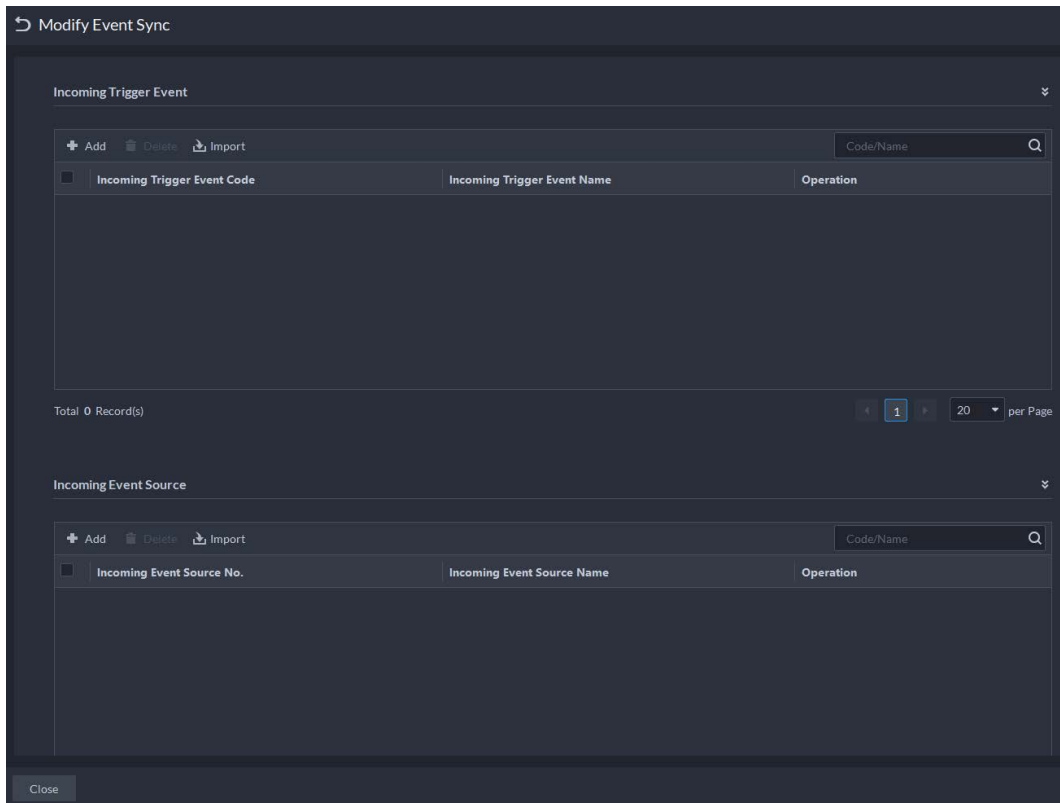 Modify Event Sync
Incoming Trigger Event
Add Delete Import Code/Name
Incoming Trigger Event Code Incoming Trigger Event Name Operation
Total 0 Record(s) 1 20 per Page
Incoming Event Source
Add Delete Import Code/Name
Incoming Event Source No. Incoming Event Source Name Operation
Close